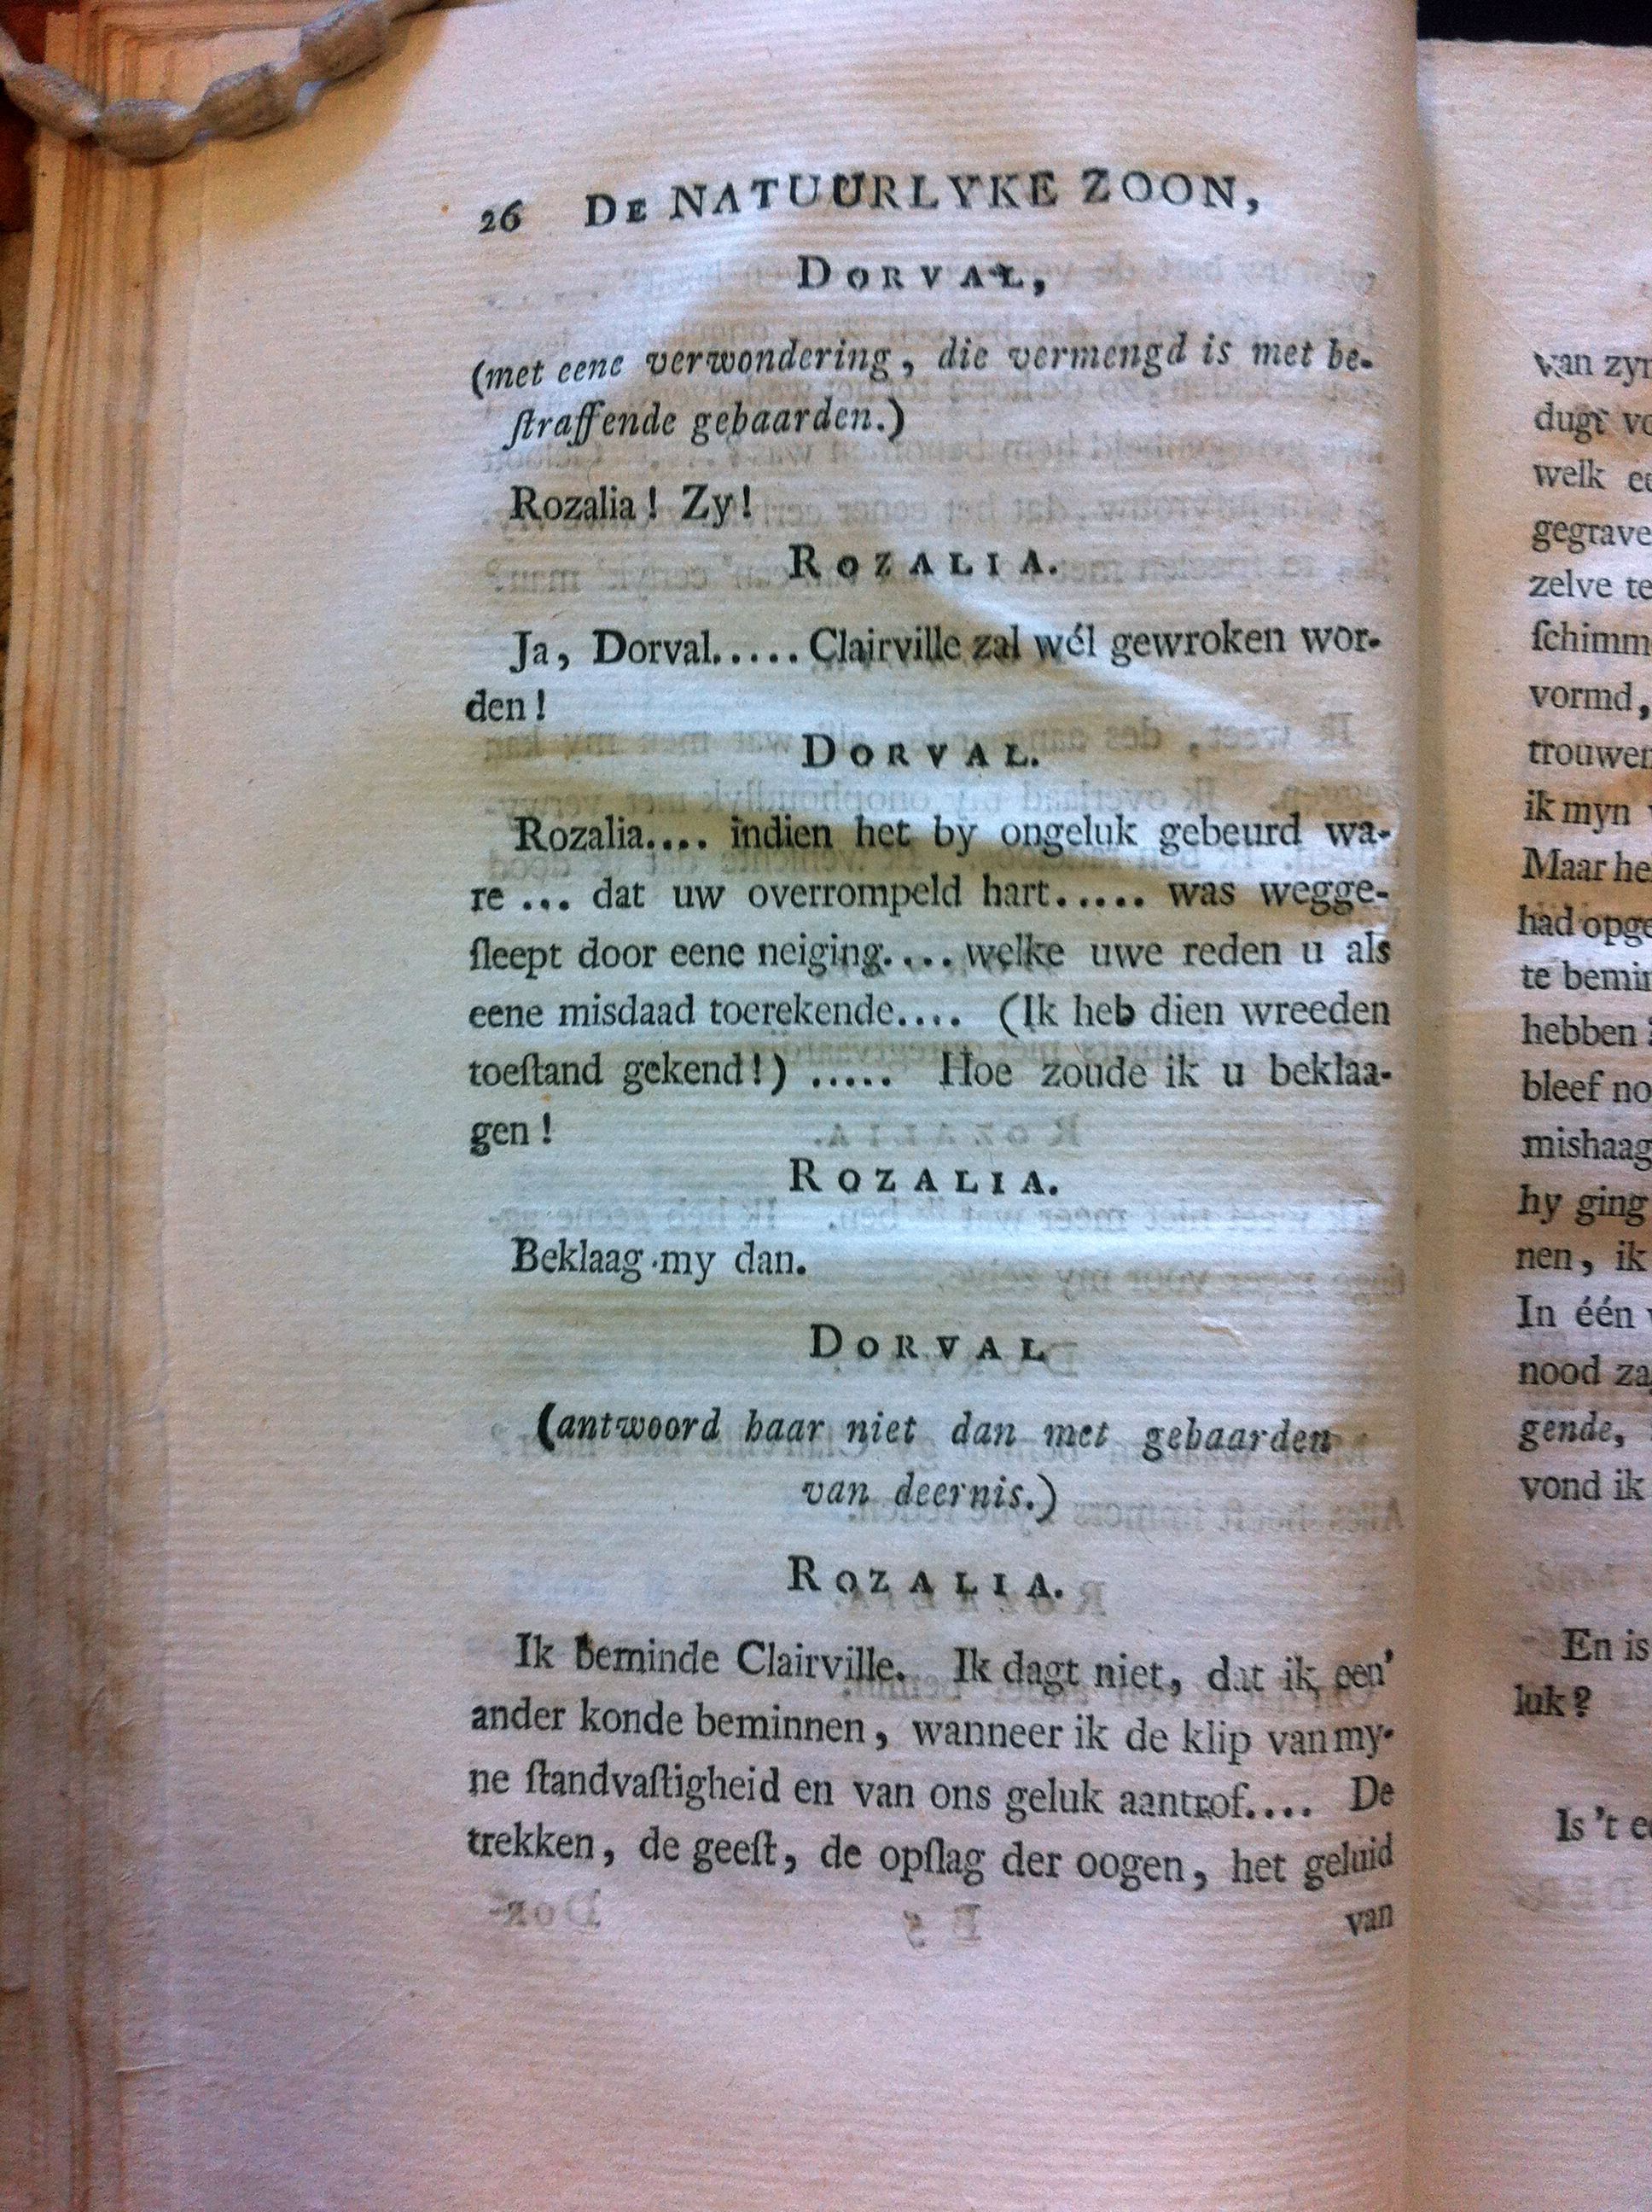 26 DE NATUURLYKE ZOON,
DORVAL,
(met eene verwondering, die vermengd is met be-
ſtraffende gebaarden.)
Rozalia! Zy!
ROZALIA.
Ja, Dorval..... Clairville zal wél gewroken wor-
den!
DORVAL.
Rozalia.... indien het by ongeluk gebeurd wa-
re ... dat uw overrompeld hart..... was wegge-
ſleept door eene neiging.... welke uwe reden u als
eene misdaad toerekende.... (Ik heb dien wreeden
toeſtand gekend!) ..... Hoe zoude ik u beklaa-
gen!
ROZALIA.
Beklaag my dan.
DORVAL
(antwoord haar niet dan met gebaarden
van deernis.)
ROZALIA.
Ik beminde Clairville. Ik dagt niet, dat ik een'
ander konde beminnen, wanneer ik de klip van my-
ne ſtandvaſtigheid en van ons geluk aantrof.... De
trekken, de geeſt, de opſlag der oogen, het geluid
van
van zyn
dugt
welk
gegrave
zelve te
ſchimm
vormd,
trouwen
ik myn
Maar he
had opge
te bemin
hebben
bleef no
mishaag
hy ging
nen, ik
In één
nood za
gende,
vond ik
En is
luk?
Is 't